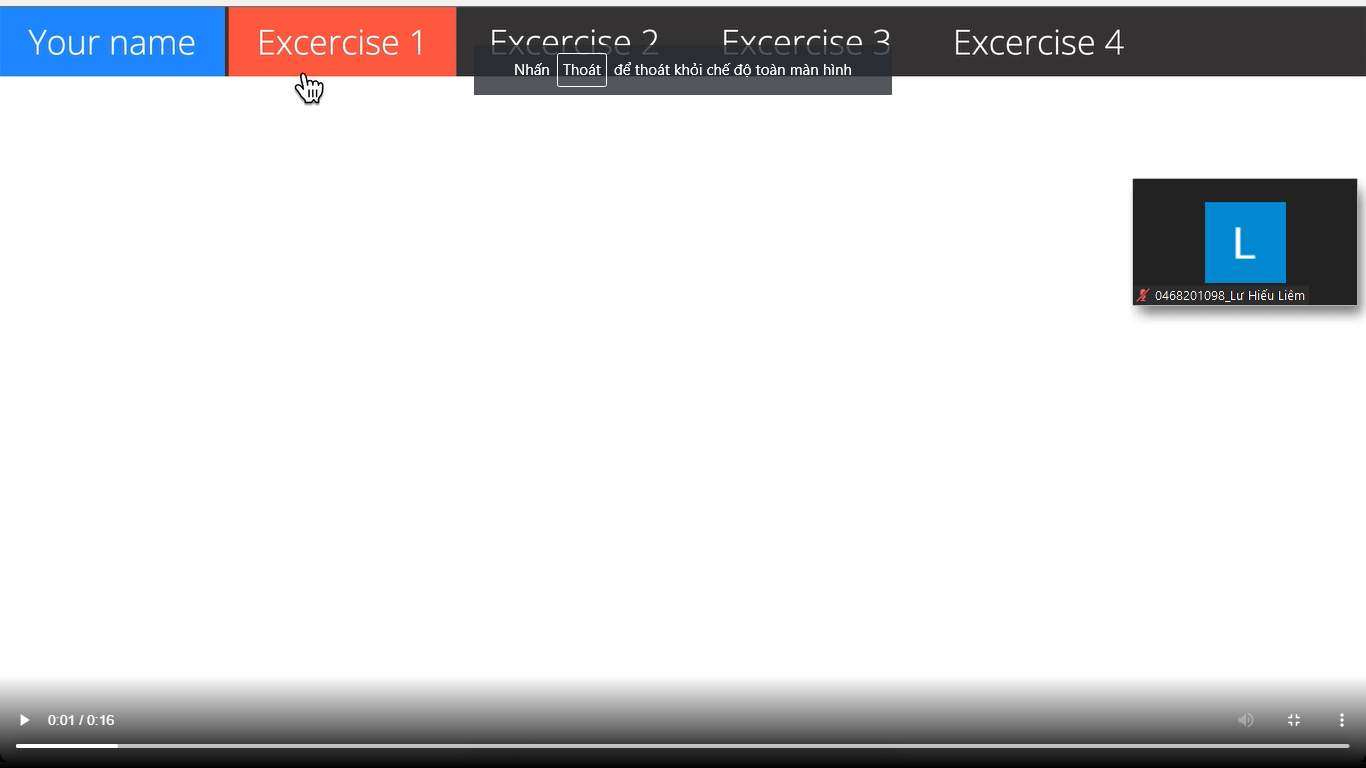 Your name Excercise 1 Excercise 2 Excercise 3 Excercise 4
Nhấn Thoát để thoát khỏi chế độ toàn màn hình
L
0468201098_Lư Hiếu Liêm
0:01 / 0:16